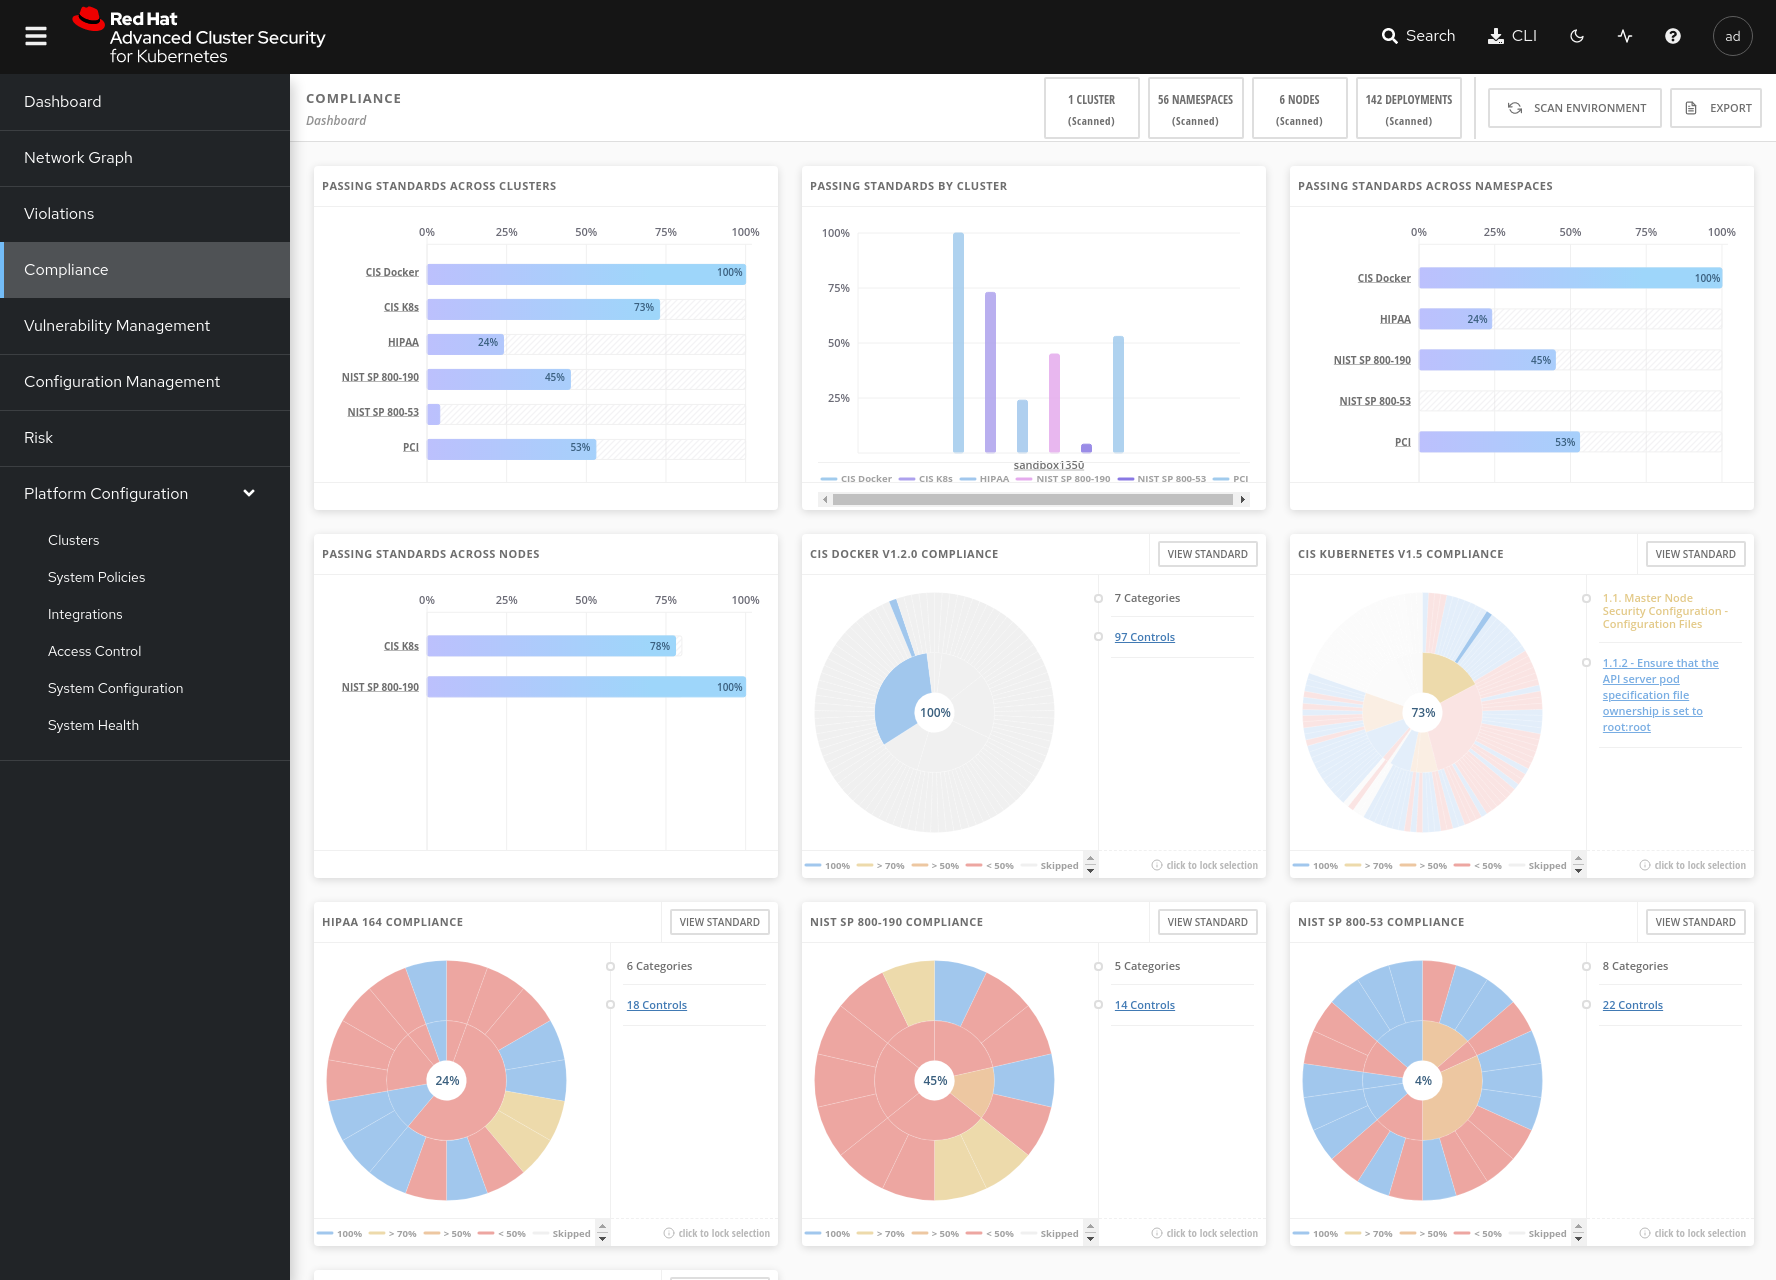 Red Hat
Advanced Cluster Security
for Kubernetes
Search
CLI
ad
Dashboard
Network Graph
Violations
Compliance
Vulnerability Management
Configuration Management
Risk
Platform Configuration
Clusters
System Policies
Integrations
Access Control
System Configuration
System Health
COMPLIANCE
Dashboard
1 CLUSTER
(Scanned)
56 NAMESPACES
(Scanned)
6 NODES
(Scanned)
142 DEPLOYMENTS
(Scanned)
SCAN ENVIRONMENT
EXPORT
PASSING STANDARDS ACROSS CLUSTERS
0% 25% 50% 75% 100%
CIS Docker 100%
CIS K8s 73%
HIPAA 24%
NIST SP 800-190 45%
NIST SP 800-53
PCI 53%
PASSING STANDARDS BY CLUSTER
100%
75%
50%
25%
sandbox1350
CIS Docker CIS K8s HIPAA NIST SP 800-190 NIST SP 800-53 PCI
PASSING STANDARDS ACROSS NAMESPACES
0% 25% 50% 75% 100%
CIS Docker 100%
HIPAA 24%
NIST SP 800-190 45%
NIST SP 800-53
PCI 53%
PASSING STANDARDS ACROSS NODES
0% 25% 50% 75% 100%
CIS K8s 78%
NIST SP 800-190 100%
CIS DOCKER V1.2.0 COMPLIANCE
VIEW STANDARD
100%
7 Categories
97 Controls
100% > 70% > 50% < 50% Skipped
click to lock selection
CIS KUBERNETES V1.5 COMPLIANCE
VIEW STANDARD
73%
1.1. Master Node
Security Configuration -
Configuration Files
1.1.2 - Ensure that the
API server pod
specification file
ownership is set to
root:root
100% > 70% > 50% < 50% Skipped
click to lock selection
HIPAA 164 COMPLIANCE
VIEW STANDARD
24%
6 Categories
18 Controls
100% > 70% > 50% < 50% Skipped
click to lock selection
NIST SP 800-190 COMPLIANCE
VIEW STANDARD
45%
5 Categories
14 Controls
100% > 70% > 50% < 50% Skipped
click to lock selection
NIST SP 800-53 COMPLIANCE
VIEW STANDARD
4%
8 Categories
22 Controls
100% > 70% > 50% < 50% Skipped
click to lock selection